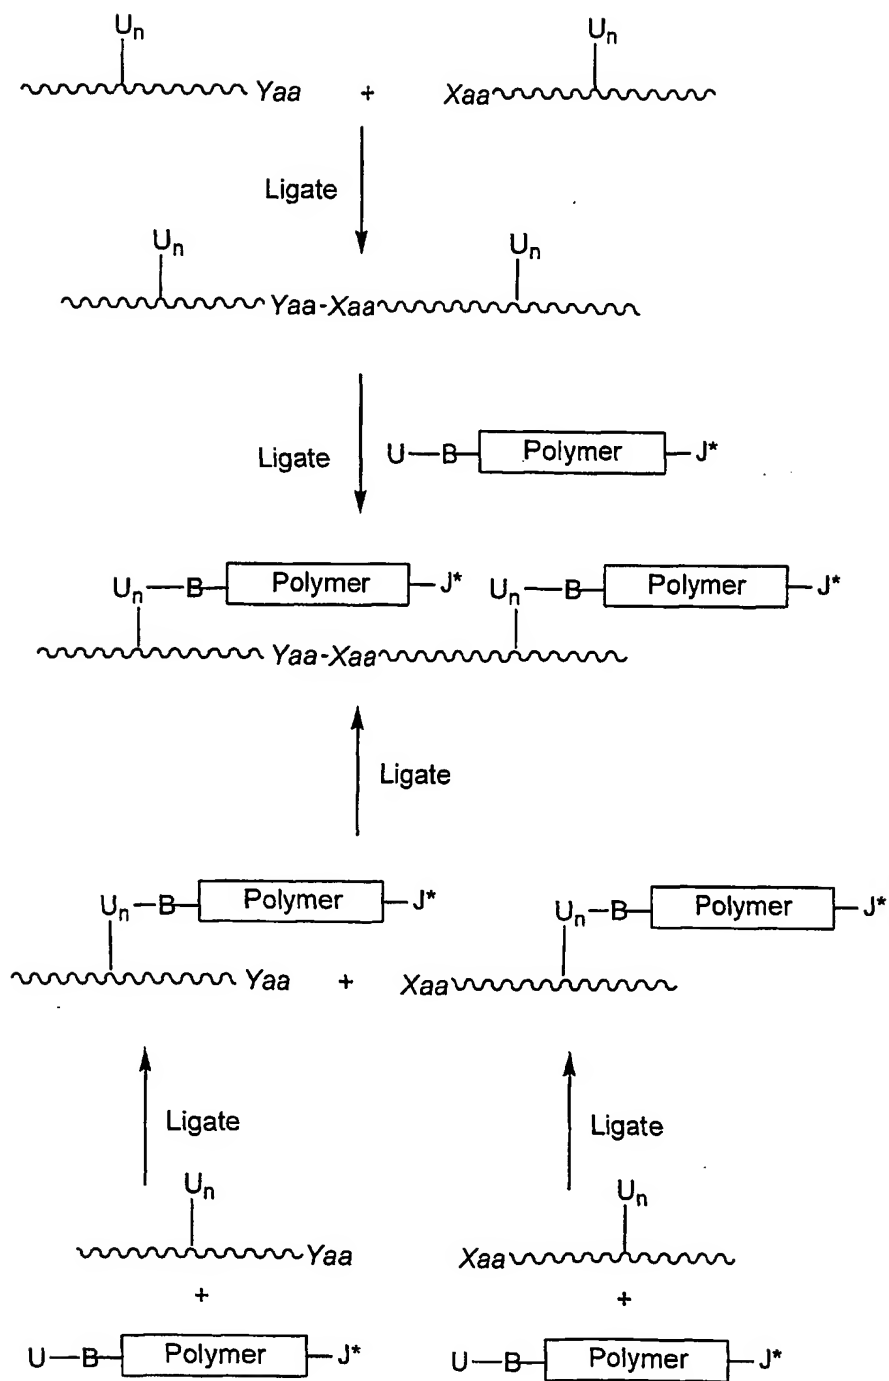 Un Un
Yaa + Xaa
Ligate
Un Un
Yaa-Xaa
Ligate U—B—Polymer—J*
Un—B—Polymer—J* Un—B—Polymer—J*
Yaa-Xaa
Ligate
Un—B—Polymer—J* Un—B—Polymer—J*
Yaa + Xaa
Ligate Ligate
Un Un
Yaa Xaa
+ +
U—B—Polymer—J* U—B—Polymer—J*